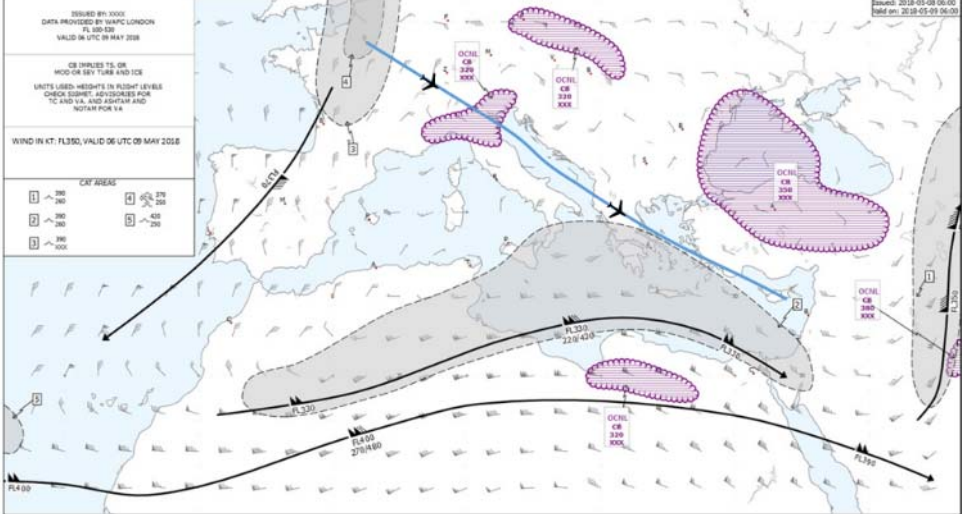 ISSUED BY: XXXX
DATA PROVIDED BY WAFC LONDON
FL 100-530
VALID 06 UTC 09 MAY 2018
CB IMPLIES TS, GR
MOD OR SEV TURB AND ICE
UNITS USED: HEIGHTS IN FLIGHT LEVELS
CHECK SIGMET, ADVISORIES FOR
TC AND VA, AND ASHTAM AND
NOTAM FOR VA
WIND IN KT: FL350, VALID 06 UTC 09 MAY 2018
CAT AREAS
1 390 260
4 370 250
2 380 260
5 420 250
3 390 XXX
Issued: 2018-05-08 06:00
Valid on: 2018-05-09 06:00
4
3
OCNL
CB
320
XXX
OCNL
CB
320
XXX
OCNL
CB
350
XXX
OCNL
CB
360
XXX
FL370
1
FL350
2
FL330
220/420
FL330
FL330
5
FL400
270/480
OCNL
CB
320
XXX
FL390
FL400